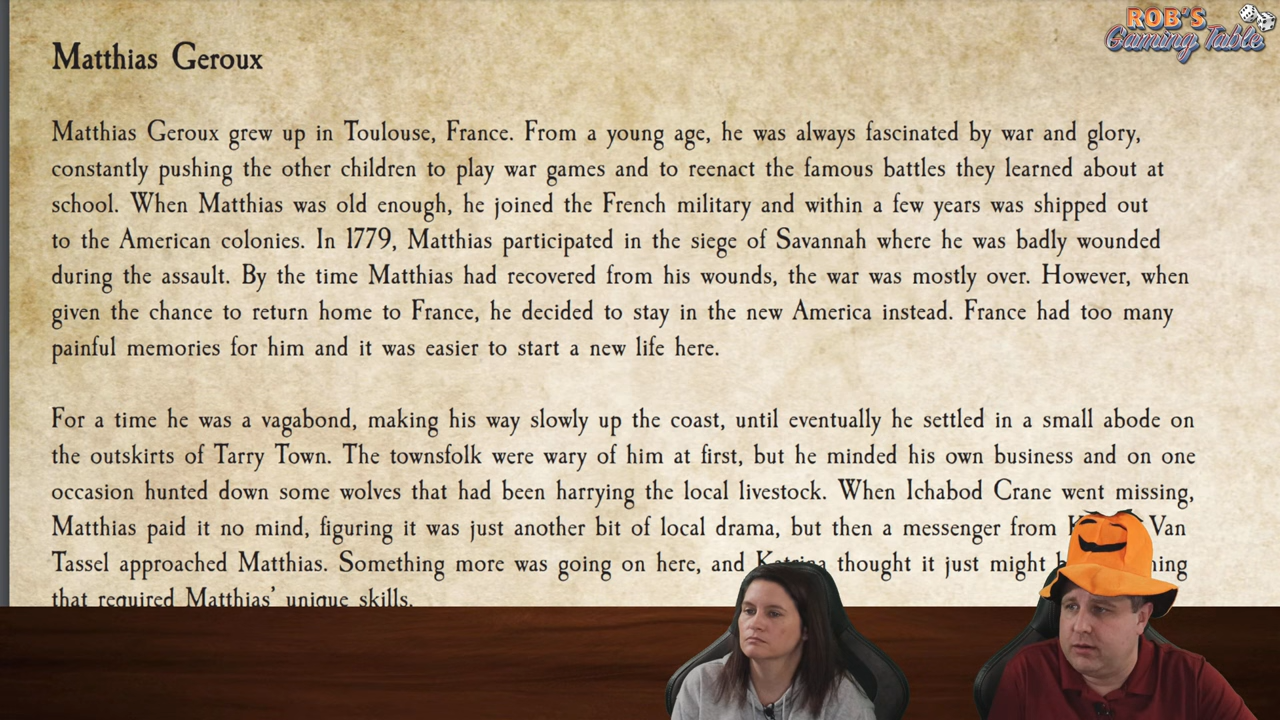 ROB'S
Gaming Table
Matthias Geroux
Matthias Geroux grew up in Toulouse, France. From a young age, he was always fascinated by war and glory,
constantly pushing the other children to play war games and to reenact the famous battles they learned about at
school. When Matthias was old enough, he joined the French military and within a few years was shipped out
to the American colonies. In 1779, Matthias participated in the siege of Savannah where he was badly wounded
during the assault. By the time Matthias had recovered from his wounds, the war was mostly over. However, when
given the chance to return home to France, he decided to stay in the new America instead. France had too many
painful memories for him and it was easier to start a new life here.
For a time he was a vagabond, making his way slowly up the coast, until eventually he settled in a small abode on
the outskirts of Tarry Town. The townsfolk were wary of him at first, but he minded his own business and on one
occasion hunted down some wolves that had been harrying the local livestock. When Ichabod Crane went missing,
Matthias paid it no mind, figuring it was just another bit of local drama, but then a messenger from Van
Tassel approached Matthias. Something more was going on here, and Katrina thought it just might
that required Matthias' unique skills.